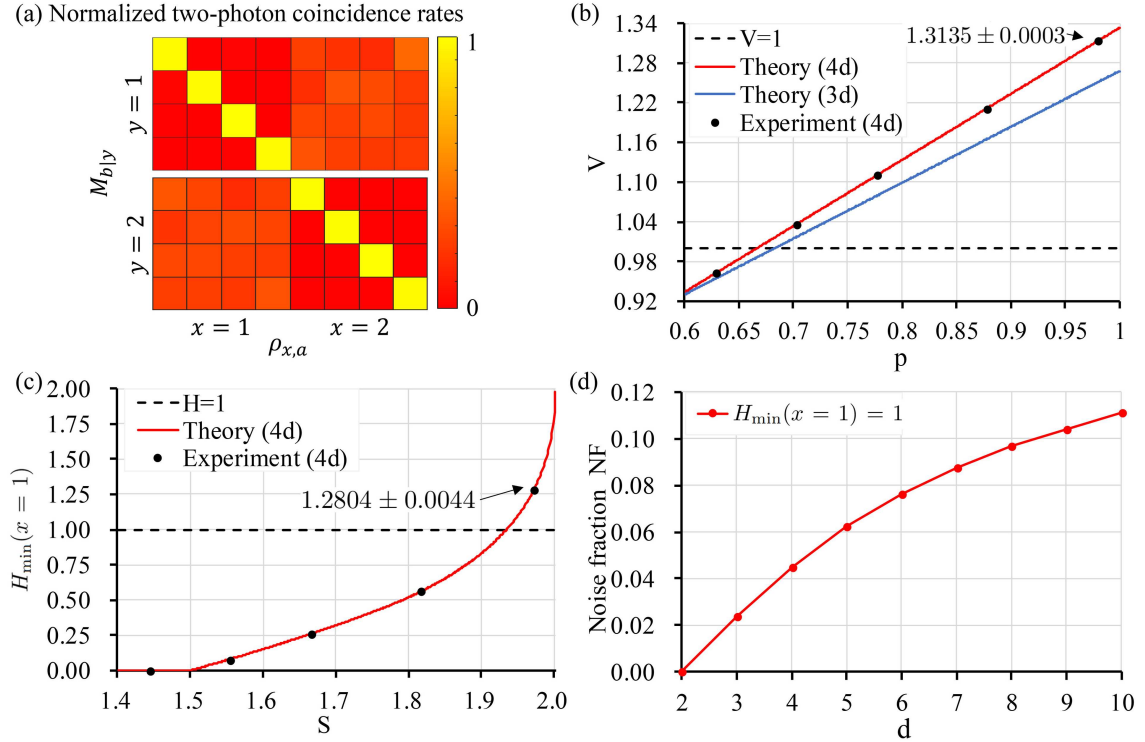 (a) Normalized two-photon coincidence rates
M_{b|y}
y = 1
y = 2
1
0
x = 1
x = 2
ρ_{x,a}
(b)
V
1.34
1.28
1.22
1.16
1.10
1.04
0.98
0.92
V=1
Theory (4d)
Theory (3d)
Experiment (4d)
1.3135 ± 0.0003
0.6 0.65 0.7 0.75 0.8 0.85 0.9 0.95 1
p
(c)
H_{min}(x = 1)
2.00
1.75
1.50
1.25
1.00
0.75
0.50
0.25
0.00
H=1
Theory (4d)
Experiment (4d)
1.2804 ± 0.0044
1.4 1.5 1.6 1.7 1.8 1.9 2.0
S
(d)
Noise fraction NF
0.12
0.10
0.08
0.06
0.04
0.02
0.00
H_{min}(x = 1) = 1
2 3 4 5 6 7 8 9 10
d